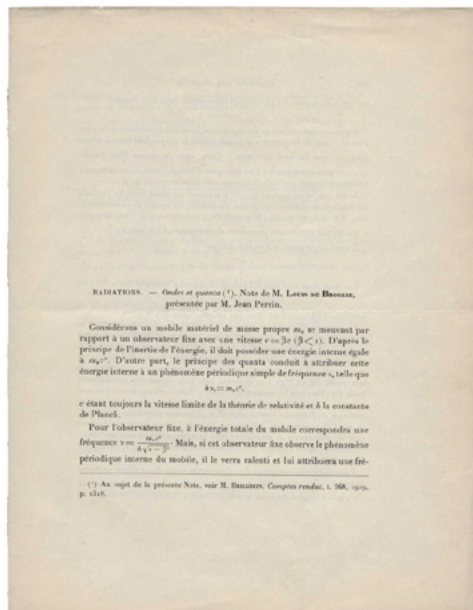 RADIATIONS. — Ondes et quanta (¹). Note de M. Louis de Broglie,
présentée par M. Jean Perrin.
Considérons un mobile matériel de masse propre m₀ se mouvant par
rapport à un observateur fixe avec une vitesse v = βc (β < 1). D'après le
principe de l'inertie de l'énergie, il doit posséder une énergie interne égale
à m₀c². D'autre part, le principe des quanta conduit à attribuer cette
énergie interne à un phénomène périodique simple de fréquence ν₀ telle que
hν₀ = m₀c²,
c étant toujours la vitesse limite de la théorie de relativité et h la constante
de Planck.
Pour l'observateur fixe, à l'énergie totale du mobile correspondra une
fréquence ν = m₀c²/h√1 − β². Mais, si cet observateur fixe observe le phénomène
périodique interne du mobile, il le verra ralenti et lui attribuera une fré-
(¹) Au sujet de la présente Note, voir M. Brillouin, Comptes rendus, t. 168, 1919,
p. 1318.